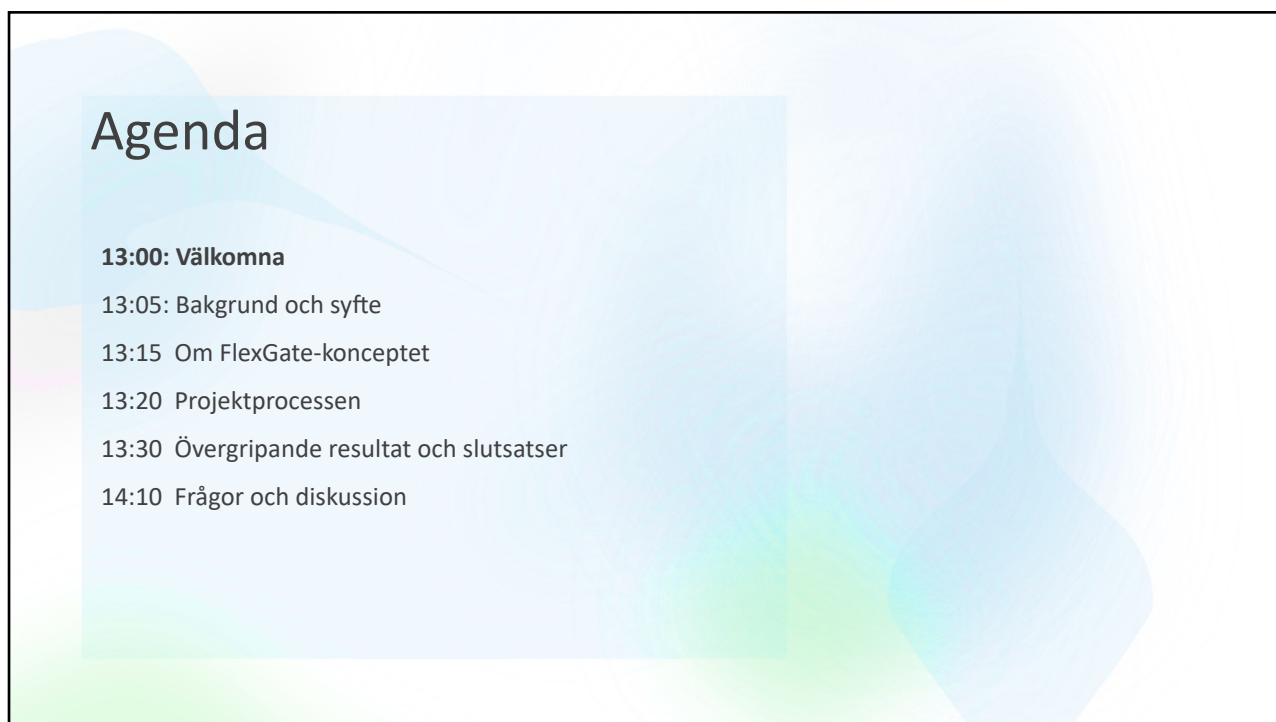 Agenda
13:00: Välkomna
13:05: Bakgrund och syfte
13:15 Om FlexGate-konceptet
13:20 Projektprocessen
13:30 Övergripande resultat och slutsatser
14:10 Frågor och diskussion